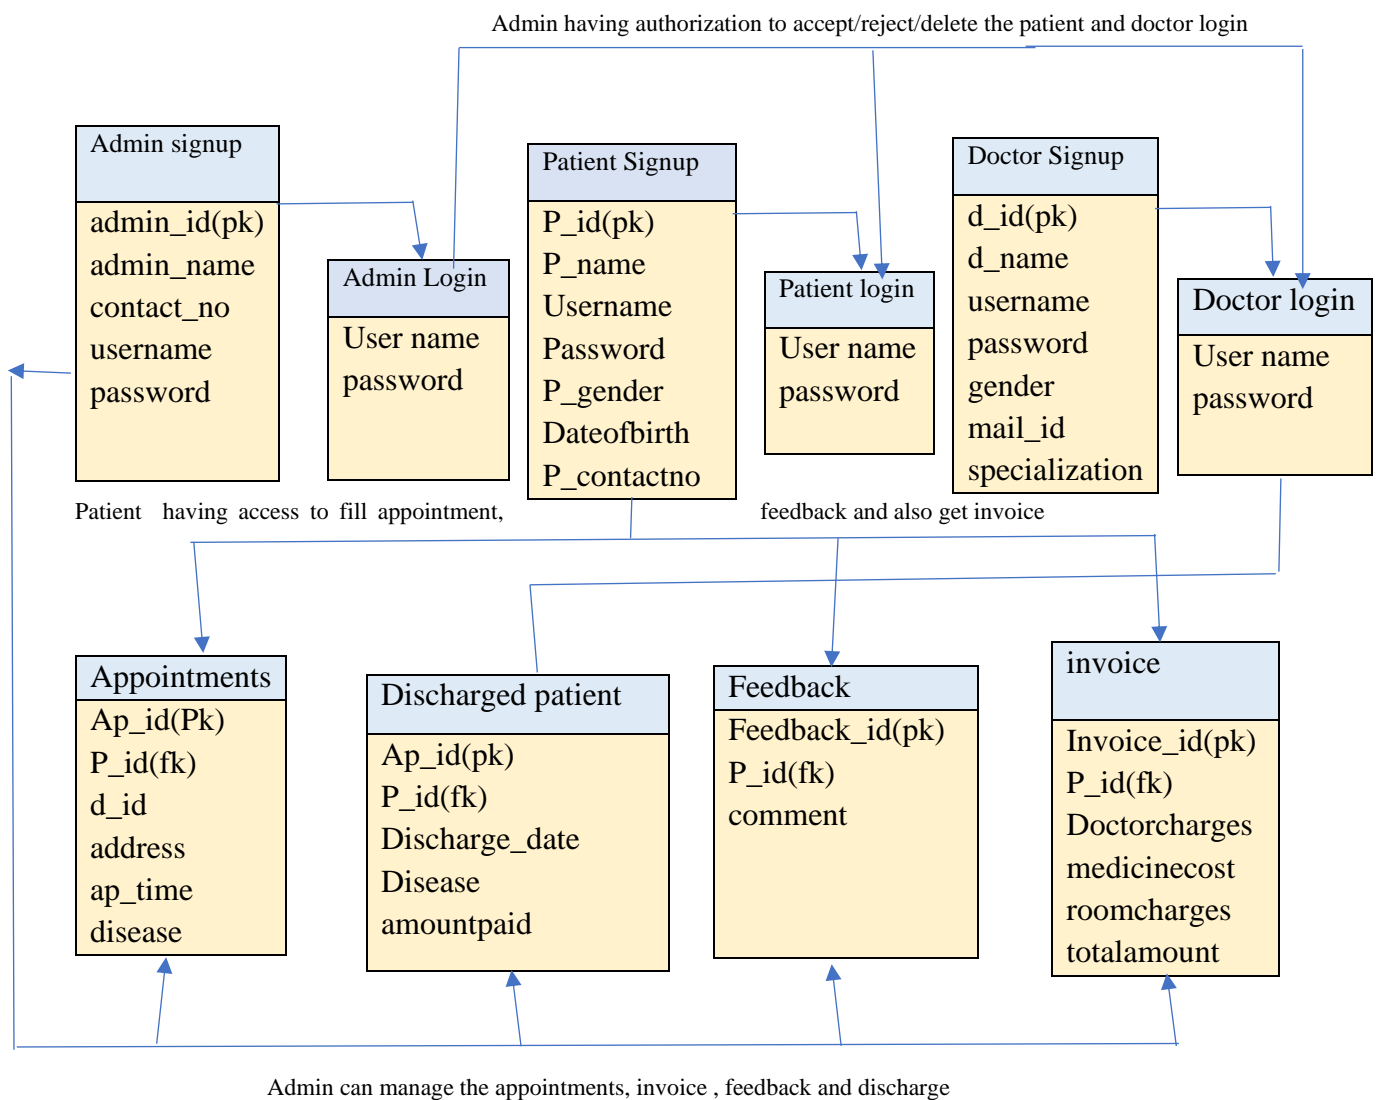 Admin having authorization to accept/reject/delete the patient and doctor login
Admin signup
admin_id(pk)
admin_name
contact_no
username
password
Admin Login
User name
password
Patient Signup
P_id(pk)
P_name
Username
Password
P_gender
Dateofbirth
P_contactno
Patient login
User name
password
Doctor Signup
d_id(pk)
d_name
username
password
gender
mail_id
specialization
Doctor login
User name
password
Patient having access to fill appointment, feedback and also get invoice
Appointments
Ap_id(Pk)
P_id(fk)
d_id
address
ap_time
disease
Discharged patient
Ap_id(pk)
P_id(fk)
Discharge_date
Disease
amountpaid
Feedback
Feedback_id(pk)
P_id(fk)
comment
invoice
Invoice_id(pk)
P_id(fk)
Doctorcharges
medicinecost
roomcharges
totalamount
Admin can manage the appointments, invoice , feedback and discharge